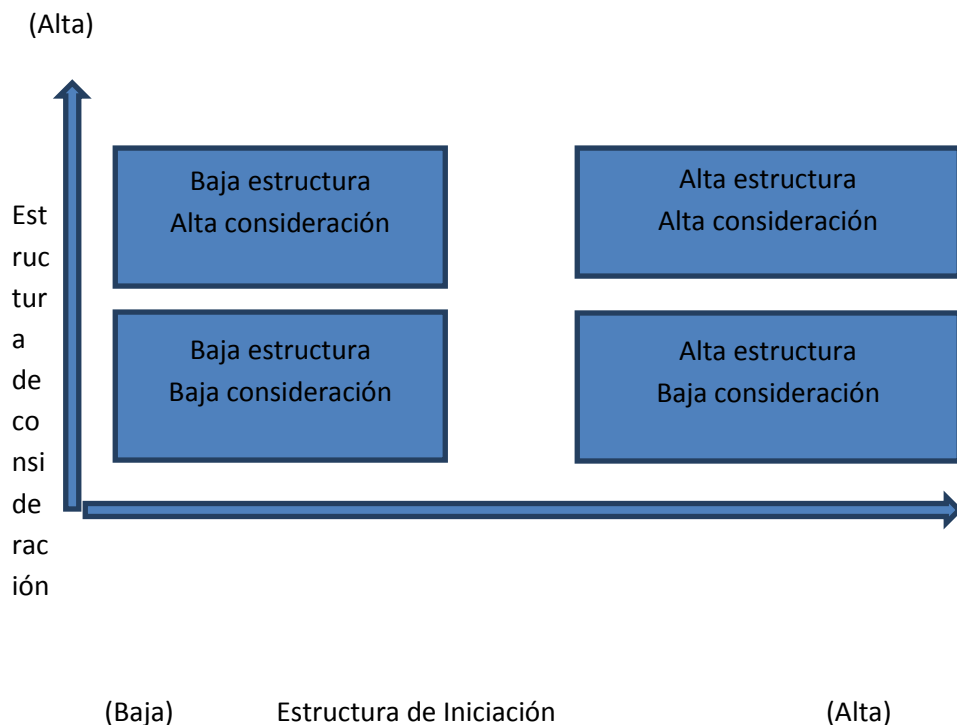 (Alta)
Baja estructura
Alta consideración
Alta estructura
Alta consideración
Est
ruc
tur
a
de
co
nsi
de
rac
ión
Baja estructura
Baja consideración
Alta estructura
Baja consideración
(Baja) Estructura de Iniciación (Alta)